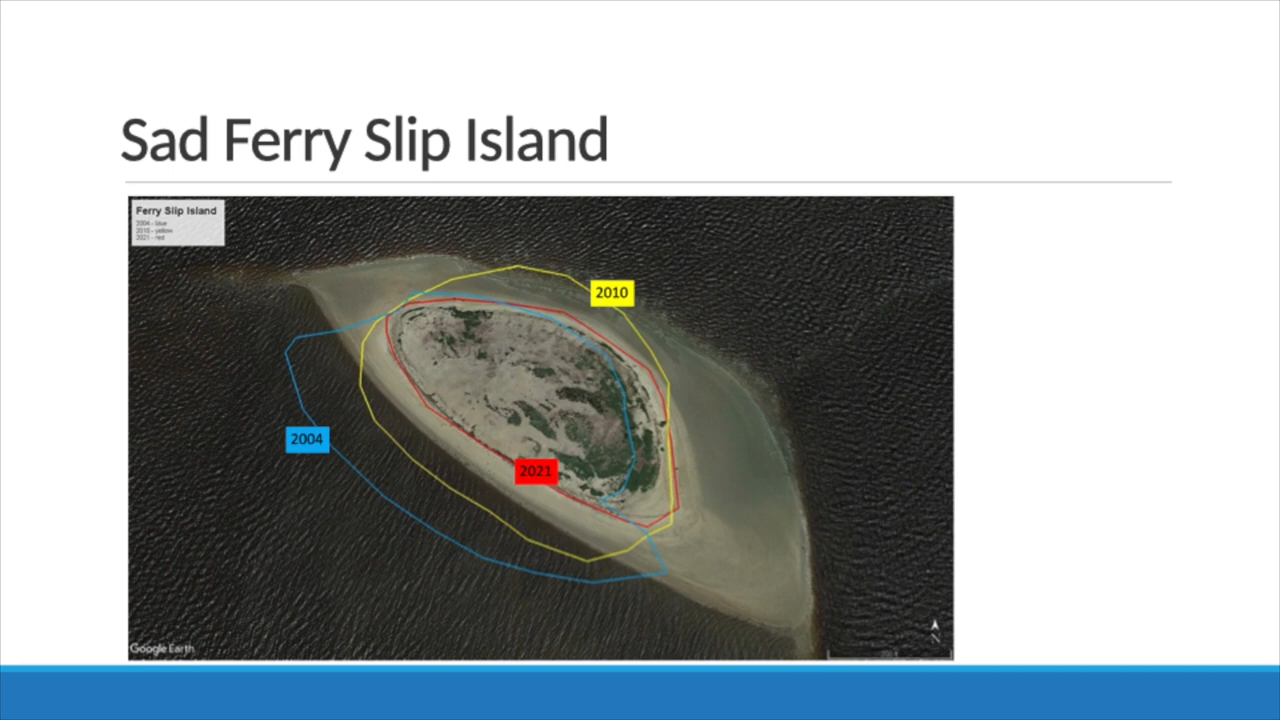 Sad Ferry Slip Island
Ferry Slip Island
2004 - blue
2010 - yellow
2021 - red
2010
2004
2021
Google Earth
N